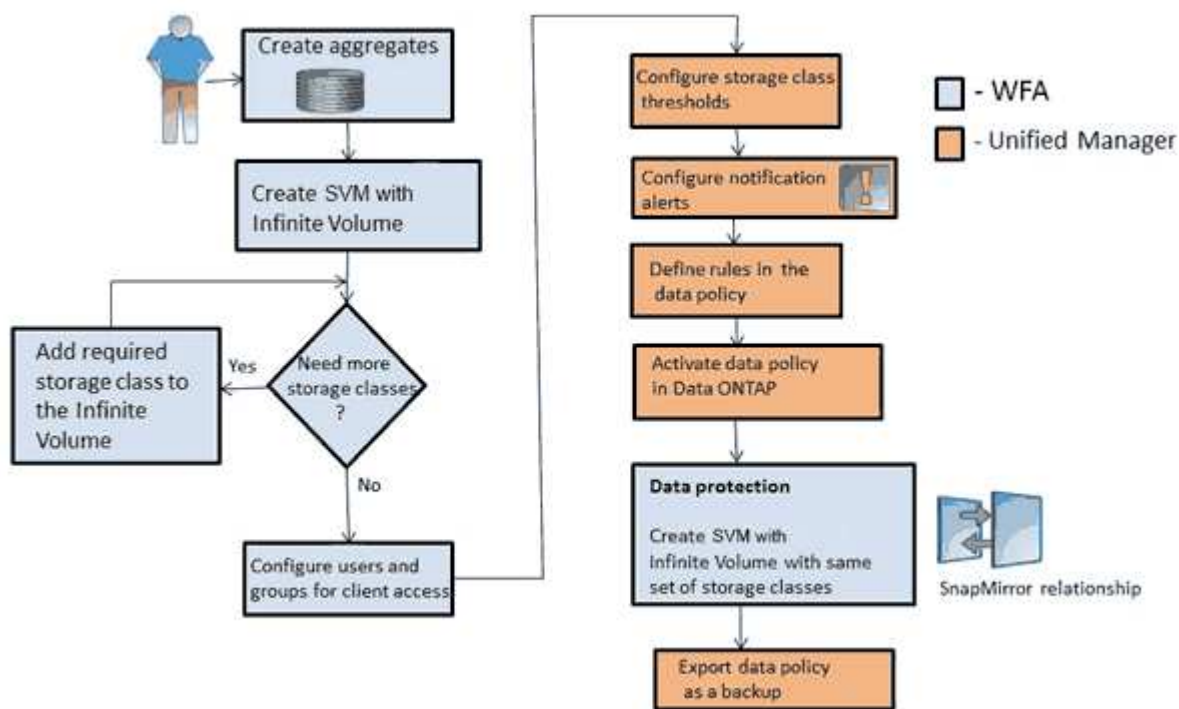 Create aggregates
Create SVM with
Infinite Volume
Need more
storage classes
?
Yes
Add required
storage class to
the Infinite
Volume
No
Configure users and
groups for client access
Configure storage class
thresholds
Configure notification
alerts
Define rules in the
data policy
Activate data policy
in Data ONTAP
Data protection
Create SVM with
Infinite Volume with same
set of storage classes
SnapMirror relationship
Export data policy
as a backup
- WFA
- Unified Manager